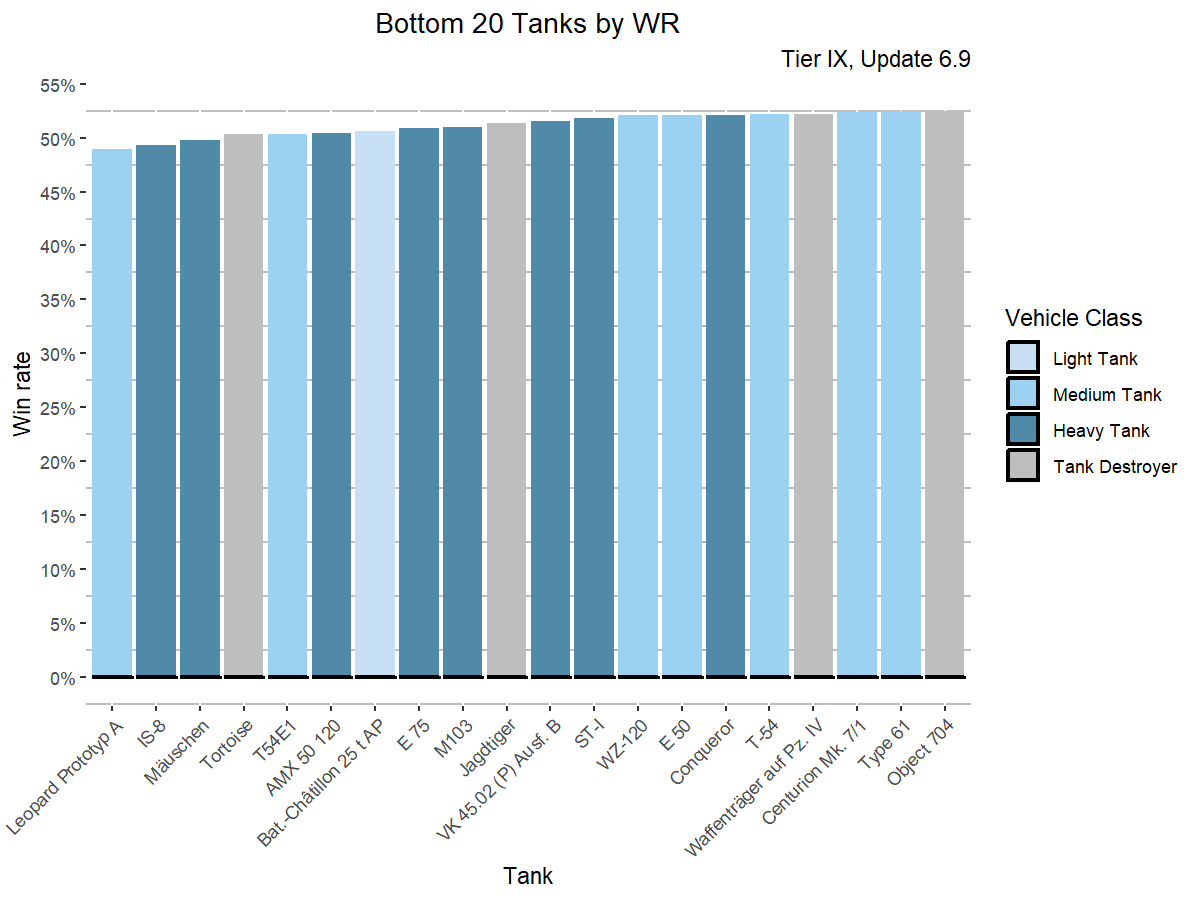 Bottom 20 Tanks by WR
Tier IX, Update 6.9
55%
50%
45%
40%
35%
30%
25%
20%
15%
10%
5%
0%
Win rate
Leopard Prototyp A
IS-8
Mäuschen
Tortoise
T54E1
AMX 50 120
Bat.-Châtillon 25 t AP
E 75
M103
Jagdtiger
VK 45.02 (P) Ausf. B
ST-I
WZ-120
E 50
Conqueror
T-54
Waffenträger auf Pz. IV
Centurion Mk. 7/1
Type 61
Object 704
Tank
Vehicle Class
Light Tank
Medium Tank
Heavy Tank
Tank Destroyer